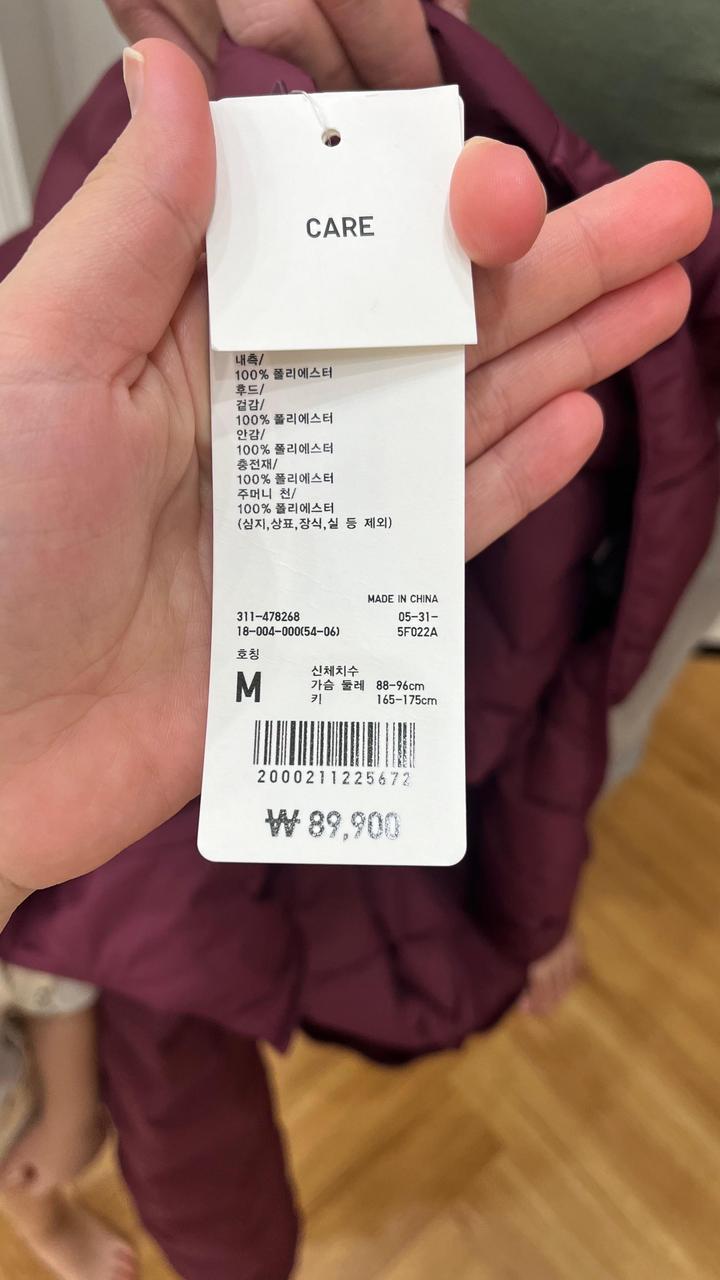 CARE
내측/
100% 폴리에스터
후드/
겉감/
100% 폴리에스터
안감/
100% 폴리에스터
충전재/
100% 폴리에스터
주머니 천/
100% 폴리에스터
(심지,상표,장식,실 등 제외)
MADE IN CHINA
311-478268 05-31-
18-004-000(54-06) 5F022A
호칭
M
신체치수
가슴 둘레 88-96cm
키 165-175cm
2000211225672
₩ 89,900